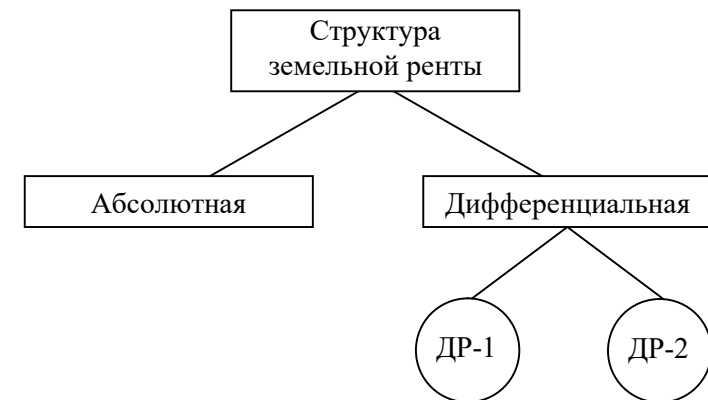 Структура
земельной ренты
Абсолютная
Дифференциальная
ДР-1
ДР-2